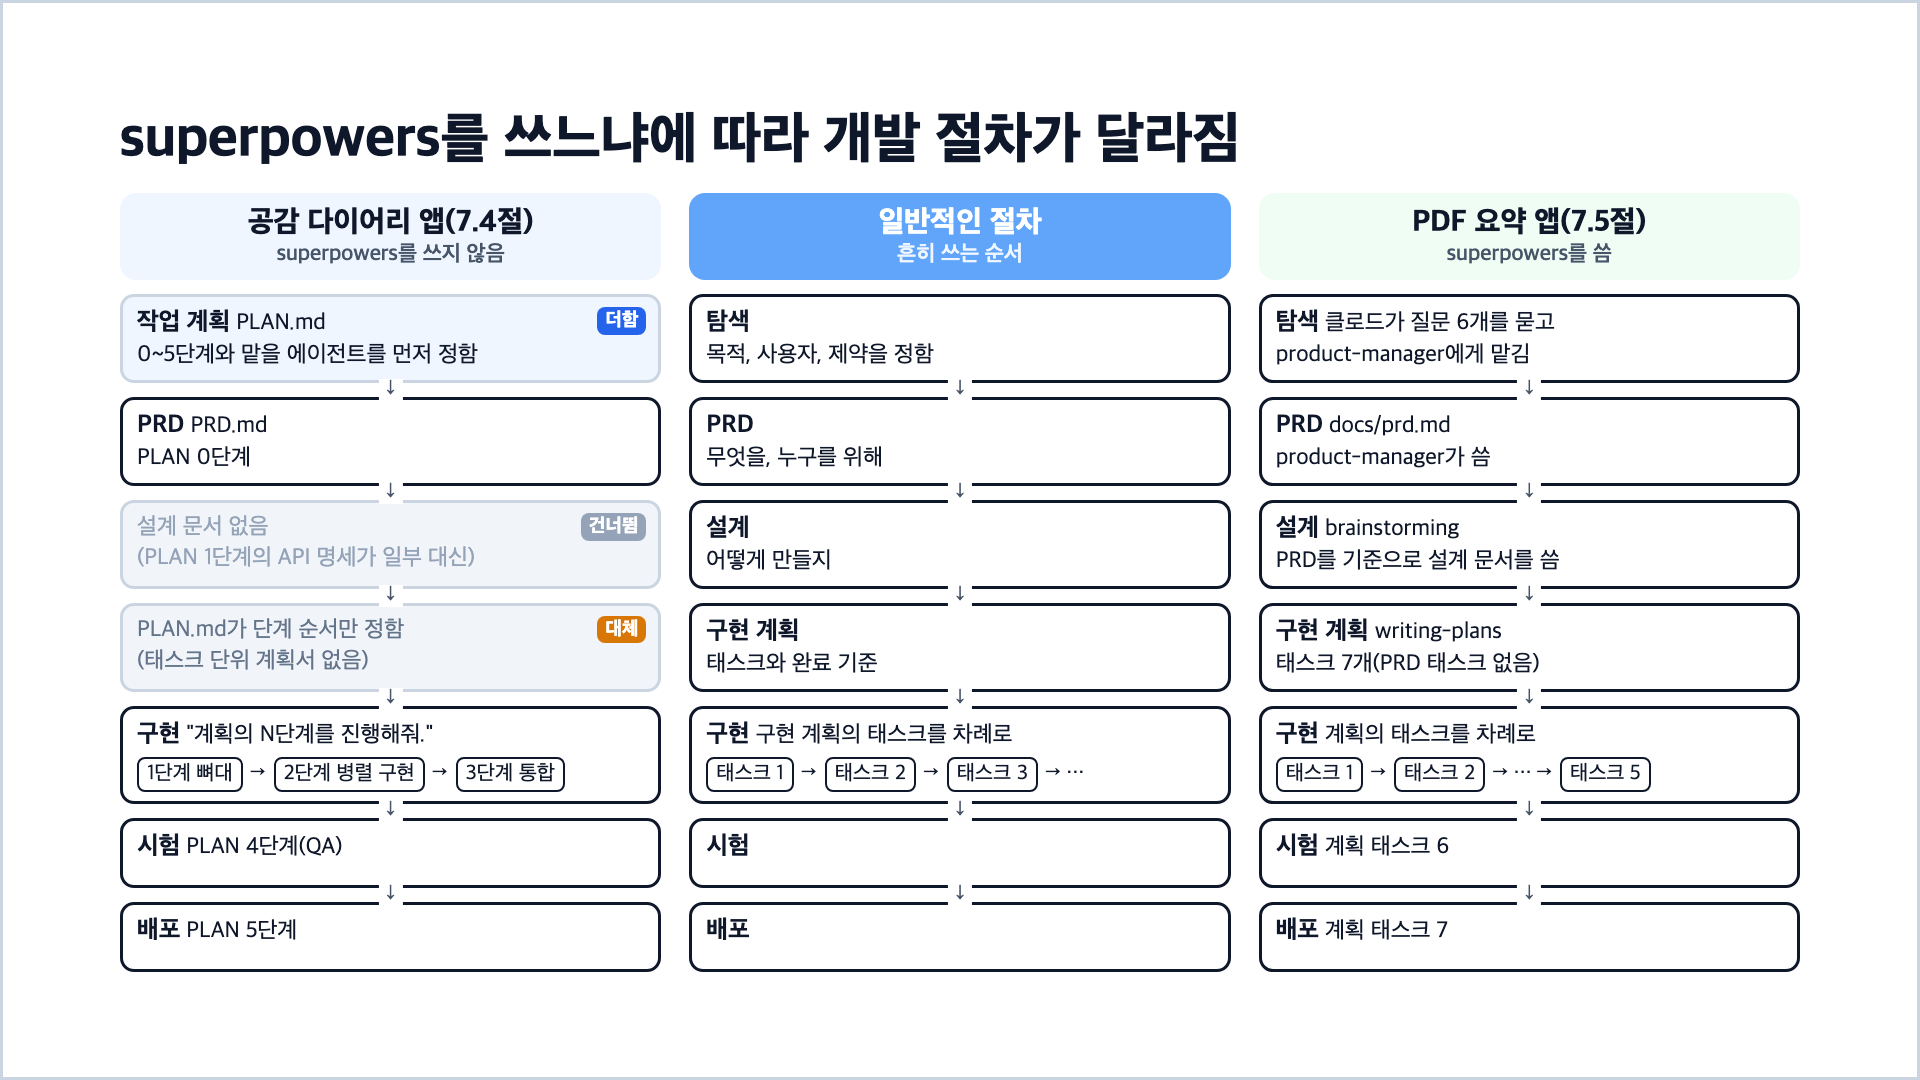 superpowers를 쓰느냐에 따라 개발 절차가 달라짐
공감 다이어리 앱(7.4절)
superpowers를 쓰지 않음
작업 계획 PLAN.md
더함
0~5단계와 맡을 에이전트를 먼저 정함
↓
PRD PRD.md
PLAN 0단계
↓
설계 문서 없음
건너뜀
(PLAN 1단계의 API 명세가 일부 대신)
↓
PLAN.md가 단계 순서만 정함
대체
(태스크 단위 계획서 없음)
↓
구현 "계획의 N단계를 진행해줘."
1단계 뼈대 → 2단계 병렬 구현 → 3단계 통합
↓
시험 PLAN 4단계(QA)
↓
배포 PLAN 5단계
일반적인 절차
흔히 쓰는 순서
탐색
목적, 사용자, 제약을 정함
↓
PRD
무엇을, 누구를 위해
↓
설계
어떻게 만들지
↓
구현 계획
태스크와 완료 기준
↓
구현 구현 계획의 태스크를 차례로
태스크 1 → 태스크 2 → 태스크 3 → ···
↓
시험
↓
배포
PDF 요약 앱(7.5절)
superpowers를 씀
탐색 클로드가 질문 6개를 묻고
product-manager에게 맡김
↓
PRD docs/prd.md
product-manager가 씀
↓
설계 brainstorming
PRD를 기준으로 설계 문서를 씀
↓
구현 계획 writing-plans
태스크 7개(PRD 태스크 없음)
↓
구현 계획의 태스크를 차례로
태스크 1 → 태스크 2 → ··· → 태스크 5
↓
시험 계획 태스크 6
↓
배포 계획 태스크 7